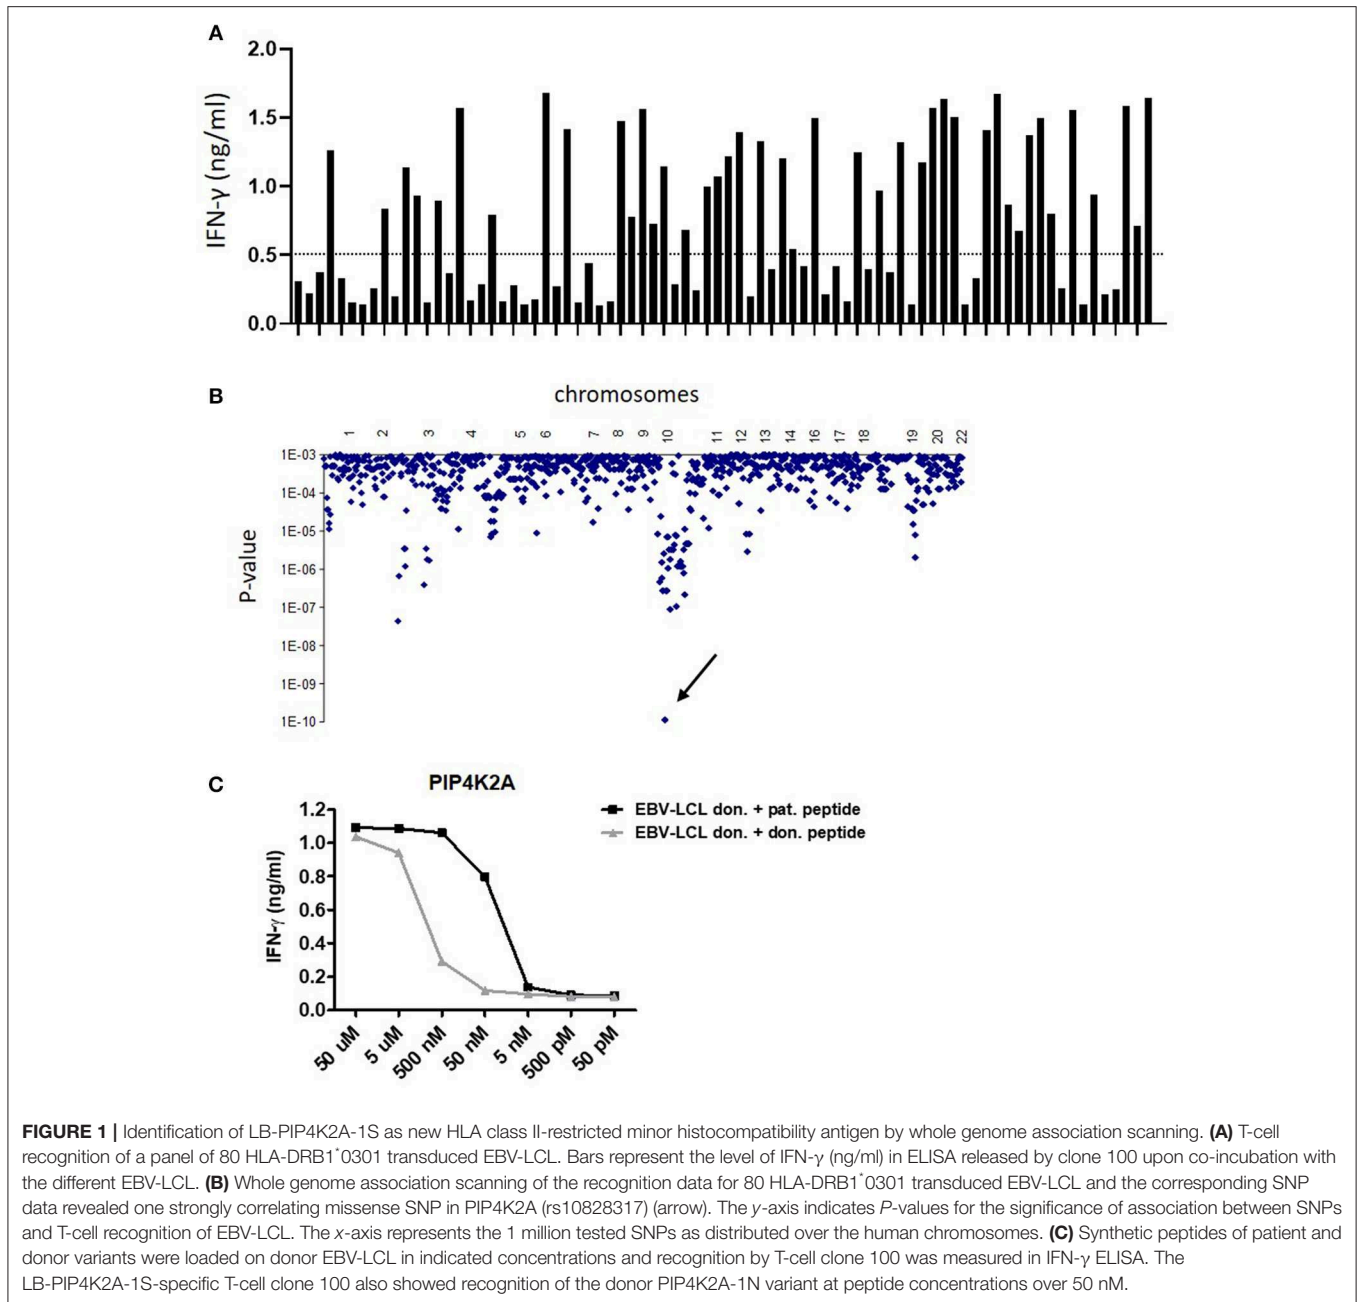 A
2.0
1.5
1.0
0.5
0.0
IFN-γ (ng/ml)
B
chromosomes
1 2 3 4 5 6 7 8 9 10 11 12 13 14 16 17 18 19 20 22
1E-03
1E-04
1E-05
1E-06
1E-07
1E-08
1E-09
1E-10
P-value
C
PIP4K2A
1.2
1.0
0.8
0.6
0.4
0.2
0.0
IFN-γ (ng/ml)
50 uM
5 uM
500 nM
50 nM
5 nM
500 pM
50 pM
EBV-LCL don. + pat. peptide
EBV-LCL don. + don. peptide
FIGURE 1 | Identification of LB-PIP4K2A-1S as new HLA class II-restricted minor histocompatibility antigen by whole genome association scanning. (A) T-cell
recognition of a panel of 80 HLA-DRB1*0301 transduced EBV-LCL. Bars represent the level of IFN-γ (ng/ml) in ELISA released by clone 100 upon co-incubation with
the different EBV-LCL. (B) Whole genome association scanning of the recognition data for 80 HLA-DRB1*0301 transduced EBV-LCL and the corresponding SNP
data revealed one strongly correlating missense SNP in PIP4K2A (rs10828317) (arrow). The y-axis indicates P-values for the significance of association between SNPs
and T-cell recognition of EBV-LCL. The x-axis represents the 1 million tested SNPs as distributed over the human chromosomes. (C) Synthetic peptides of patient and
donor variants were loaded on donor EBV-LCL in indicated concentrations and recognition by T-cell clone 100 was measured in IFN-γ ELISA. The
LB-PIP4K2A-1S-specific T-cell clone 100 also showed recognition of the donor PIP4K2A-1N variant at peptide concentrations over 50 nM.